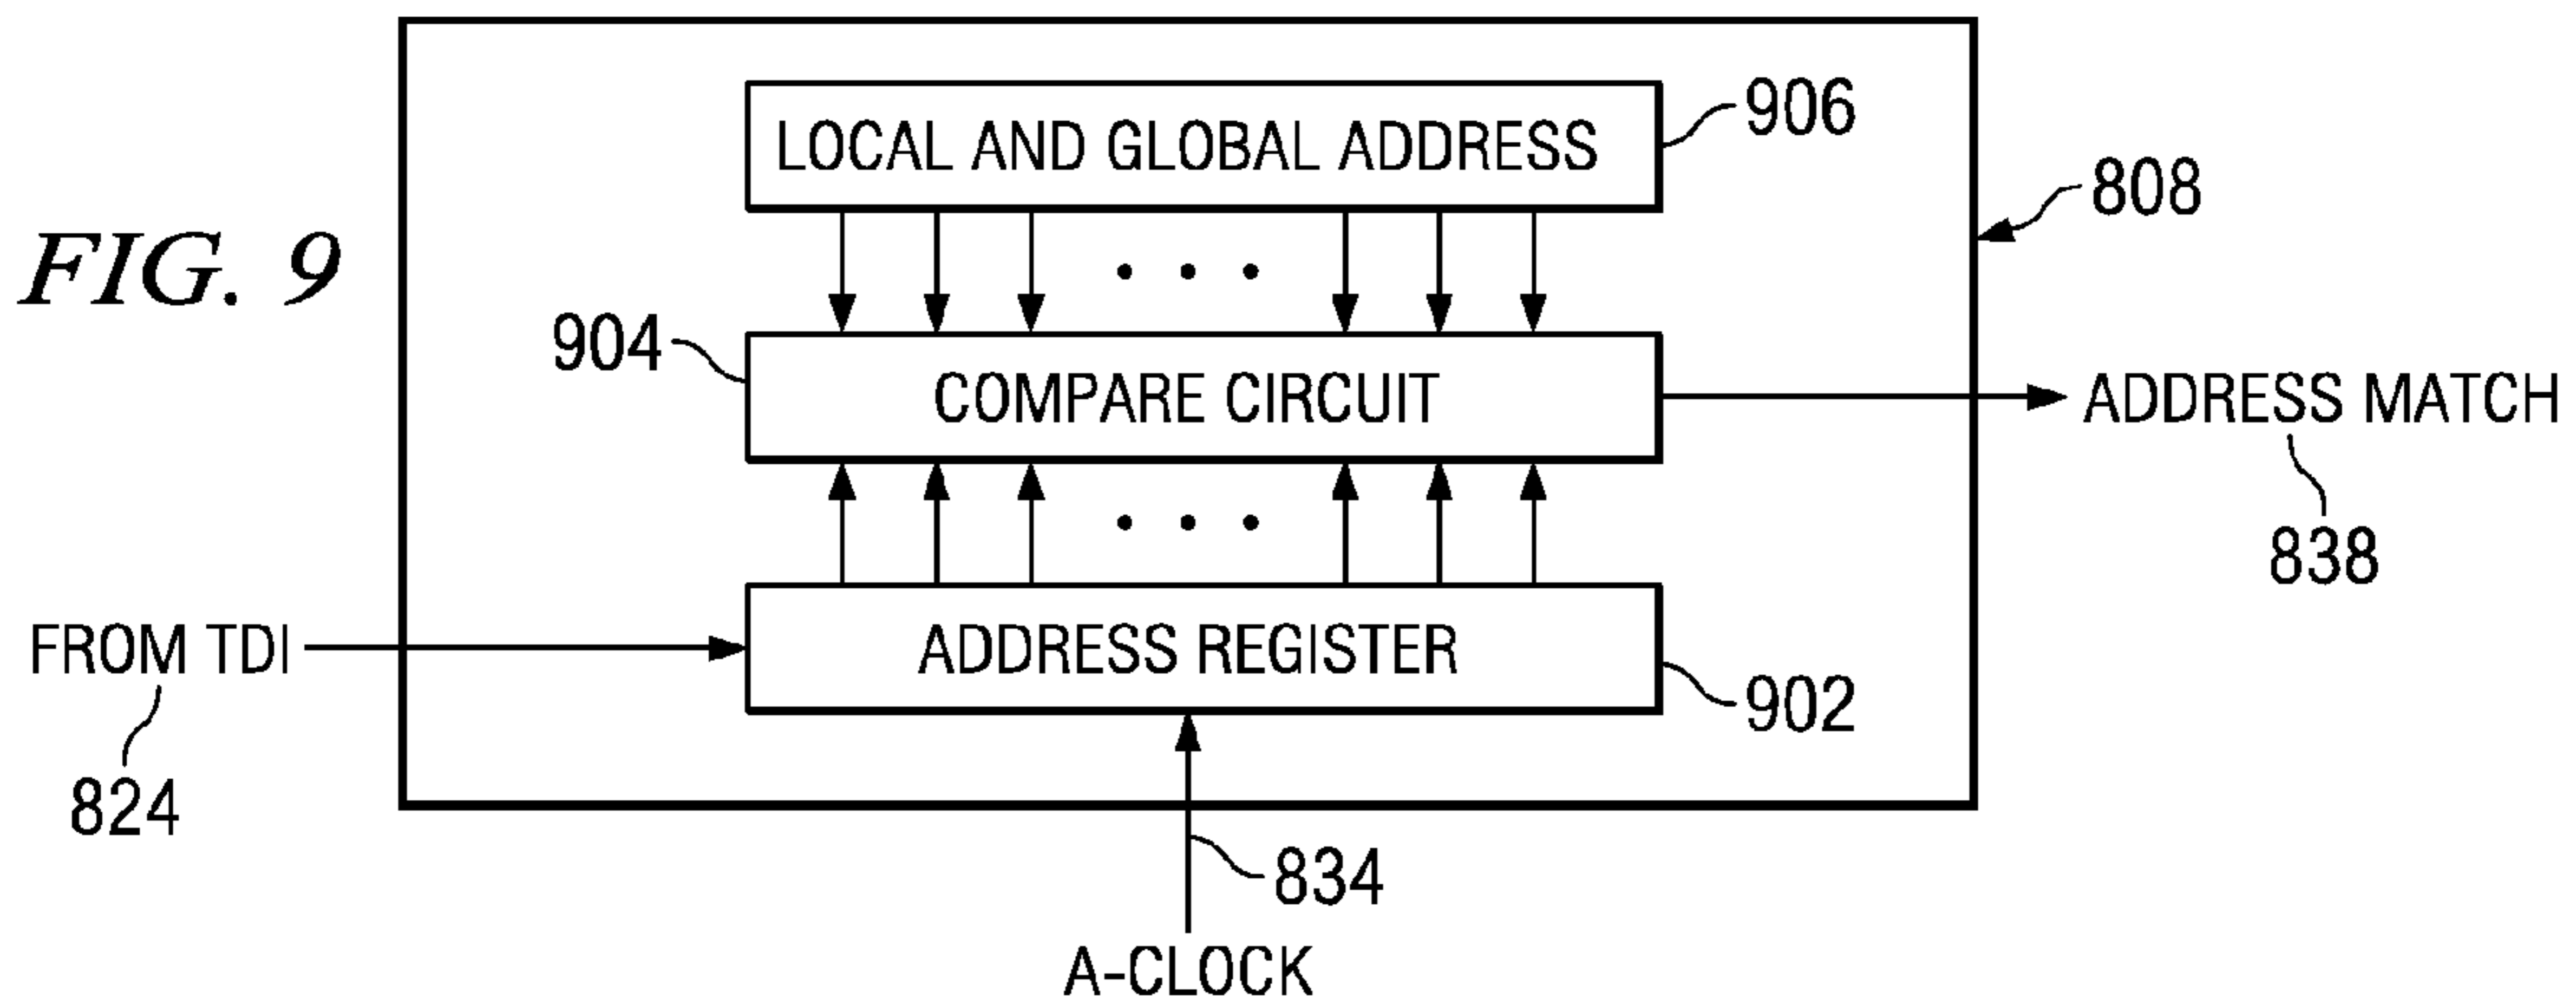 FIG. 9
LOCAL AND GLOBAL ADDRESS
906
808
904
COMPARE CIRCUIT
ADDRESS MATCH
838
FROM TDI
824
ADDRESS REGISTER
902
834
A-CLOCK